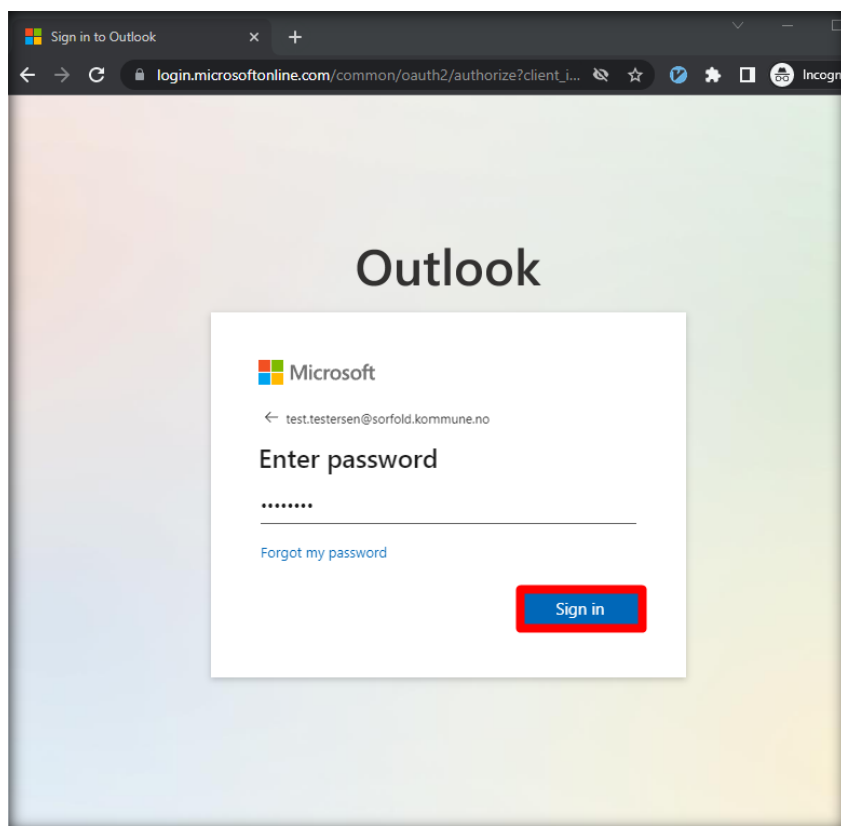 Sign in to Outlook
login.microsoftonline.com/common/oauth2/authorize?client_i...
Incogn
Outlook
Microsoft
test.testersen@sorfold.kommune.no
Enter password
Forgot my password
Sign in